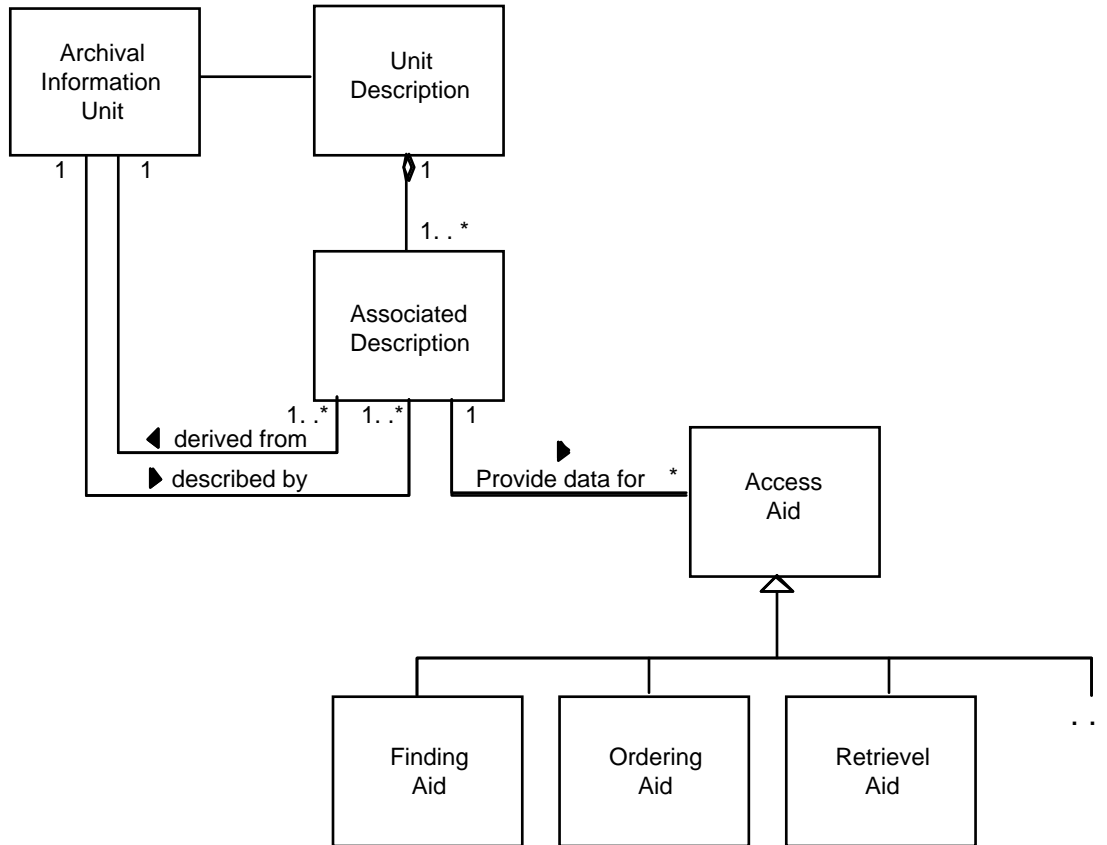 Archival
Information
Unit
Unit
Description
1
1
1
1. . *
Associated
Description
1. .*
1. .*
1
derived from
described by
Provide data for
*
Access
Aid
Finding
Aid
Ordering
Aid
Retrievel
Aid
. .